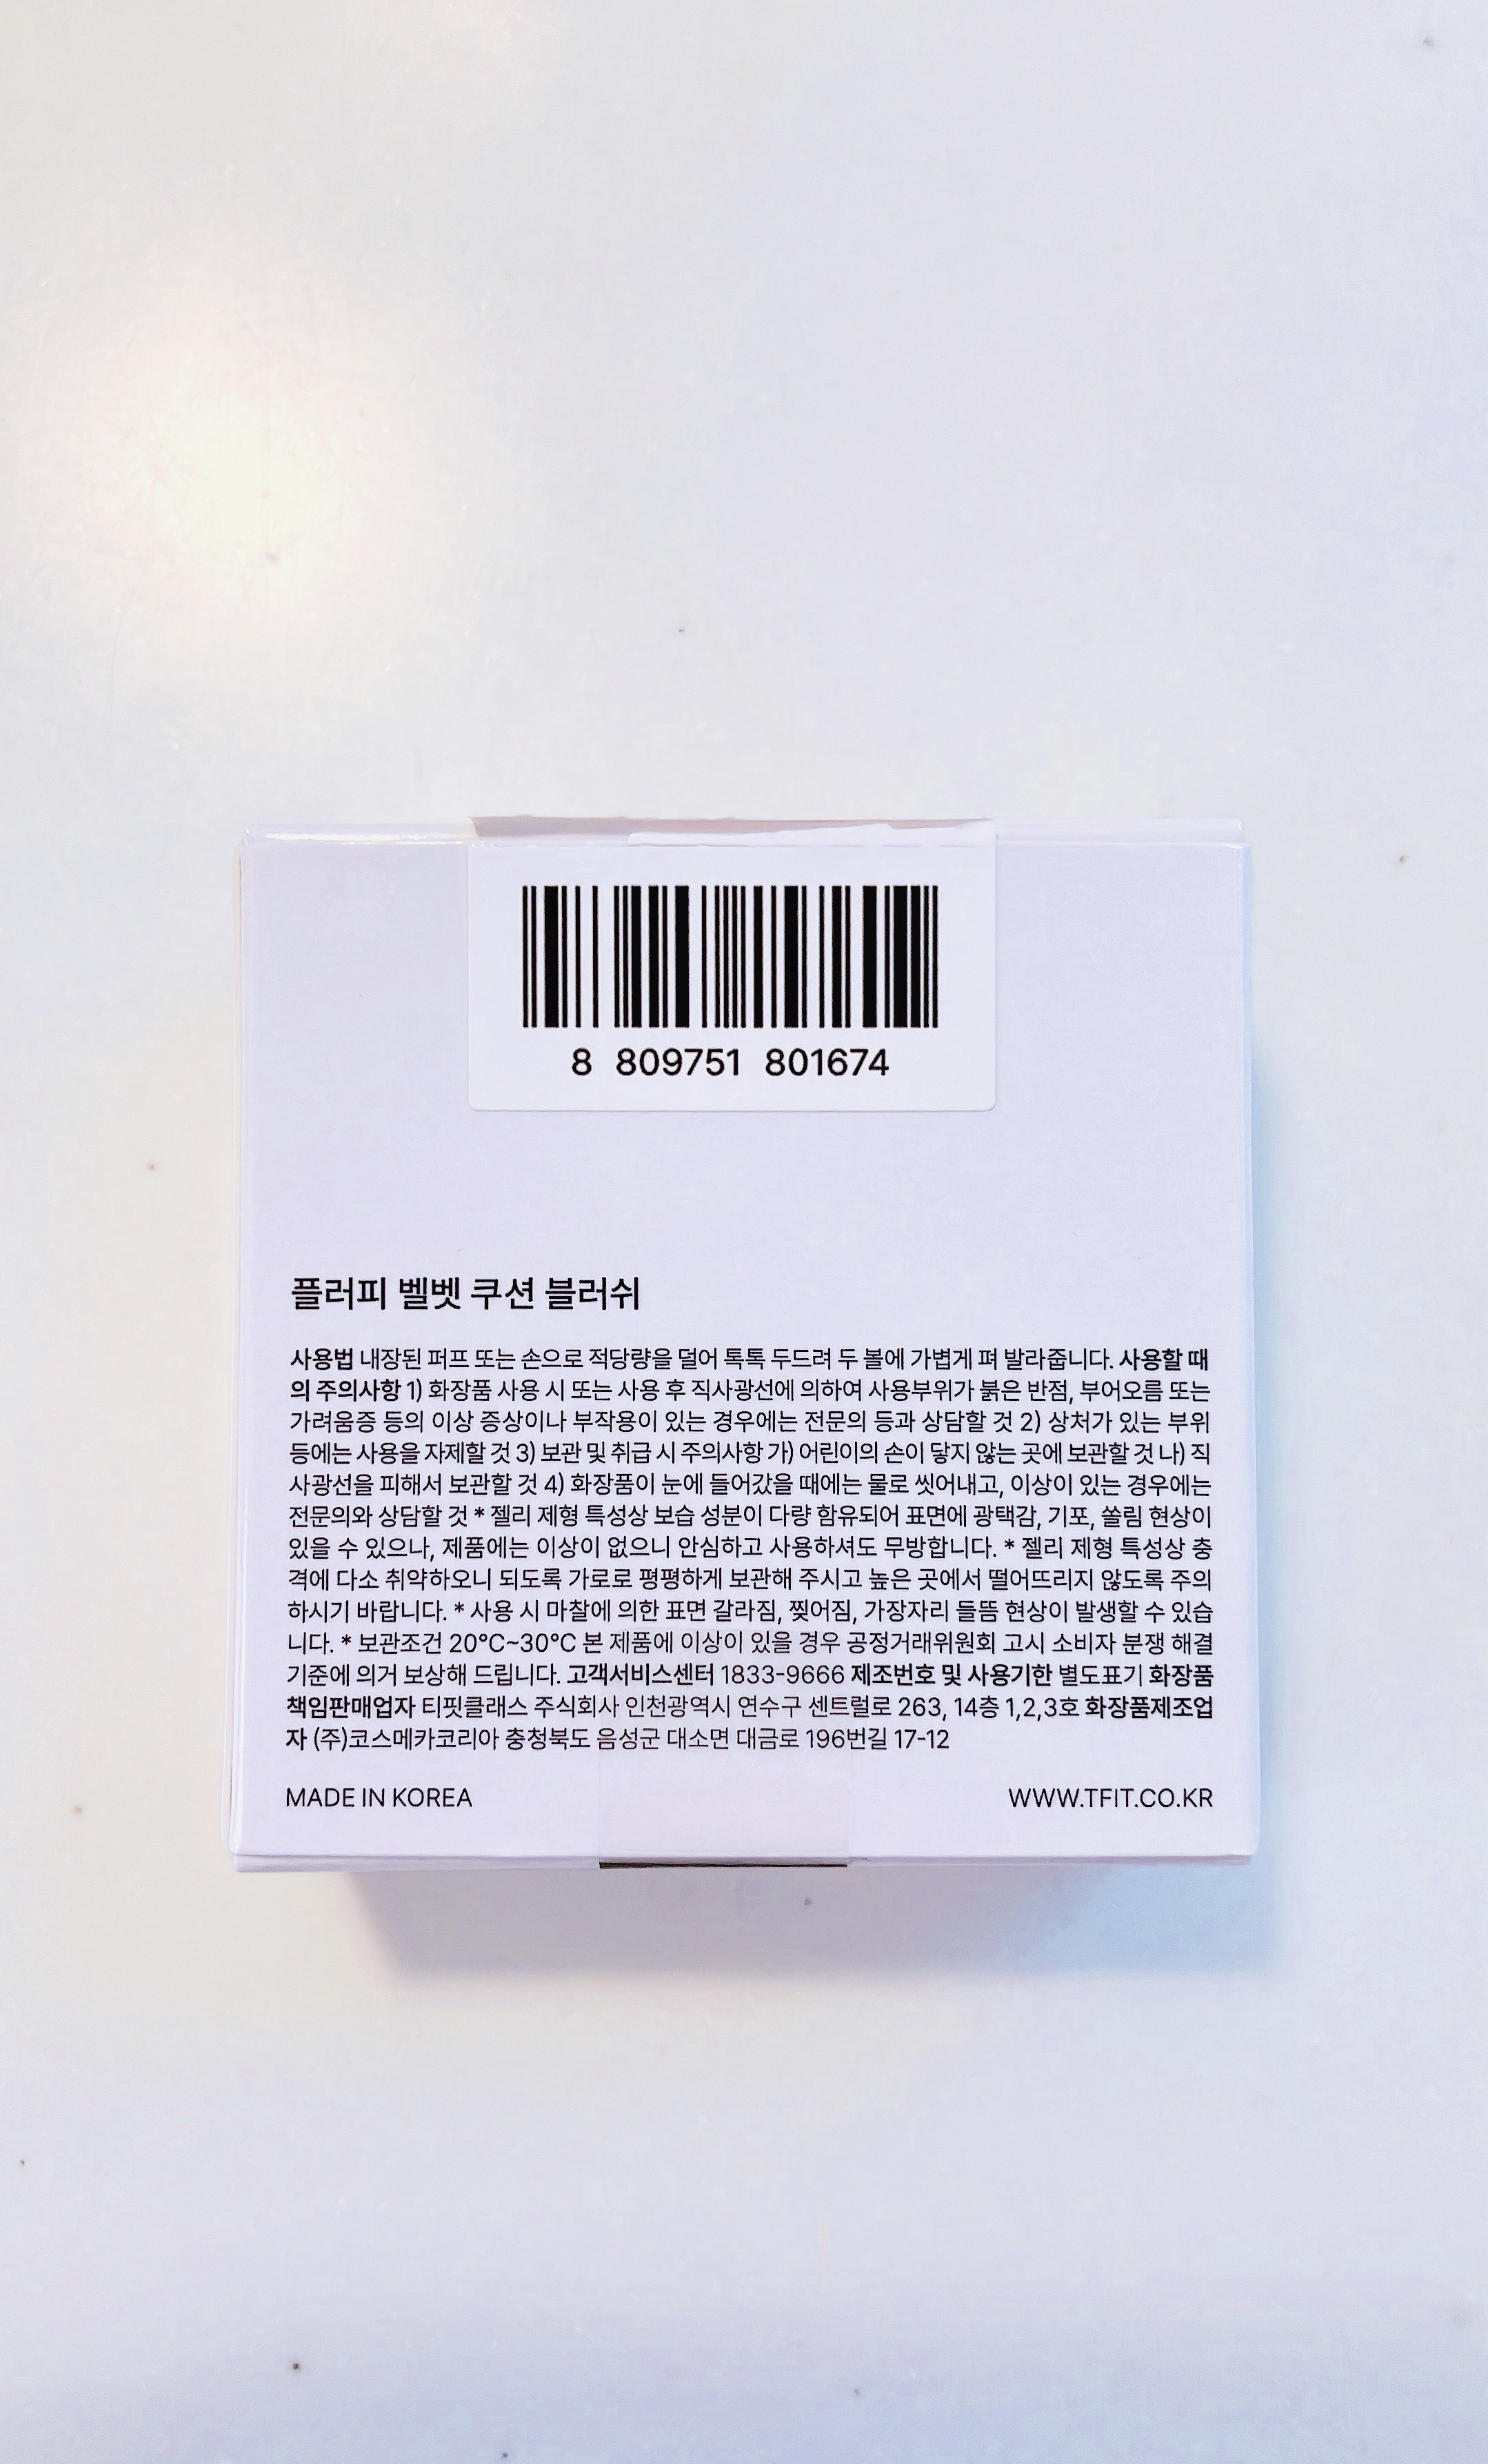 8 809751 801674
플러피 벨벳 쿠션 블러쉬
사용법 내장된 퍼프 또는 손으로 적당량을 덜어 톡톡 두드려 두 볼에 가볍게 펴 발라줍니다. 사용할 때
의 주의사항 1) 화장품 사용 시 또는 사용 후 직사광선에 의하여 사용부위가 붉은 반점, 부어오름 또는
가려움증 등의 이상 증상이나 부작용이 있는 경우에는 전문의 등과 상담할 것 2) 상처가 있는 부위
등에는 사용을 자제할 것 3) 보관 및 취급 시 주의사항 가) 어린이의 손이 닿지 않는 곳에 보관할 것 나) 직
사광선을 피해서 보관할 것 4) 화장품이 눈에 들어갔을 때에는 물로 씻어내고, 이상이 있는 경우에는
전문의와 상담할 것 * 젤리 제형 특성상 보습 성분이 다량 함유되어 표면에 광택감, 기포, 쏠림 현상이
있을 수 있으나, 제품에는 이상이 없으니 안심하고 사용하셔도 무방합니다. * 젤리 제형 특성상 충
격에 다소 취약하오니 되도록 가로로 평평하게 보관해 주시고 높은 곳에서 떨어뜨리지 않도록 주의
하시기 바랍니다. * 사용 시 마찰에 의한 표면 갈라짐, 찢어짐, 가장자리 들뜸 현상이 발생할 수 있습
니다. * 보관조건 20°C~30°C 본 제품에 이상이 있을 경우 공정거래위원회 고시 소비자 분쟁 해결
기준에 의거 보상해 드립니다. 고객서비스센터 1833-9666 제조번호 및 사용기한 별도표기 화장품
책임판매업자 티핏클래스 주식회사 인천광역시 연수구 센트럴로 263, 14층 1,2,3호 화장품제조업
자 (주)코스메카코리아 충청북도 음성군 대소면 대금로 196번길 17-12
MADE IN KOREA
WWW.TFIT.CO.KR